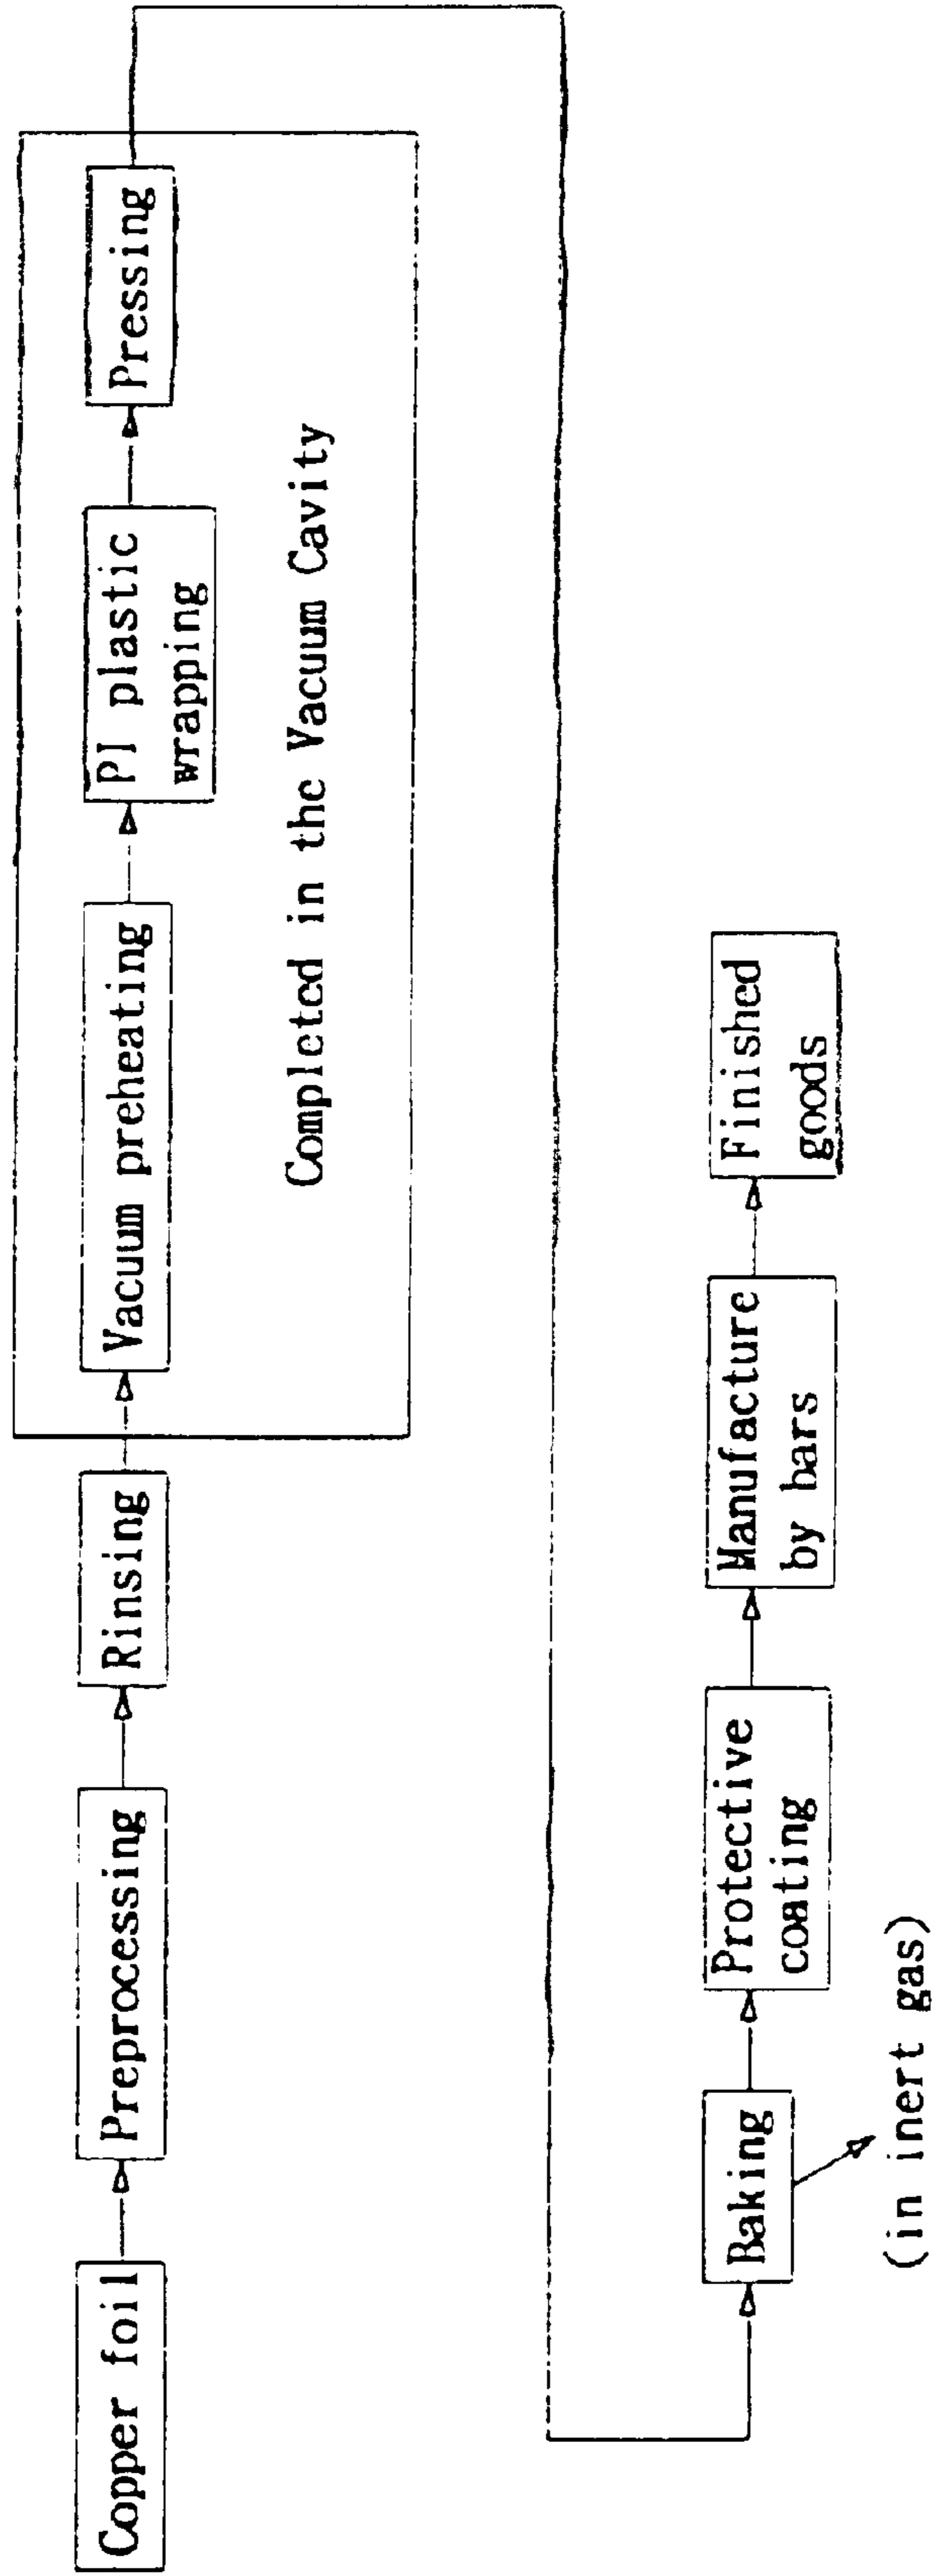 Copper foil
Preprocessing
Rinsing
Vacuum preheating
PI plastic
wrapping
Pressing
Completed in the Vacuum Cavity
Baking
(in inert gas)
Protective
coating
Manufacture
by bars
Finished
goods